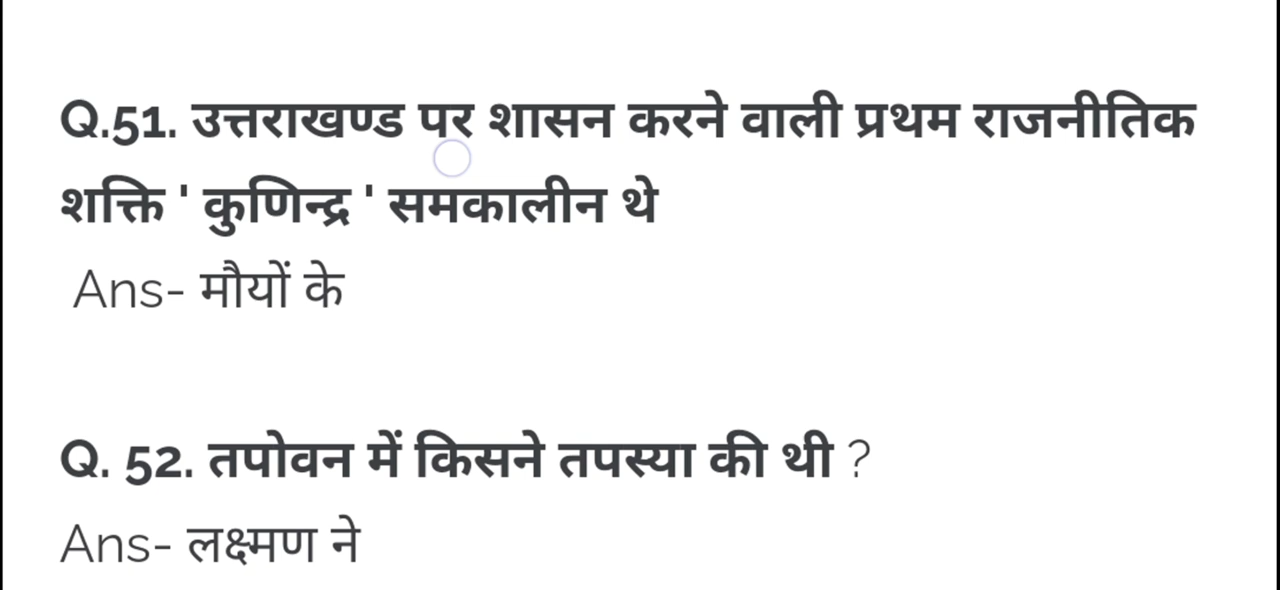 Q.51. उत्तराखण्ड पर शासन करने वाली प्रथम राजनीतिक
शक्ति ' कुणिन्द्र ' समकालीन थे
Ans- मौयों के
Q. 52. तपोवन में किसने तपस्या की थी ?
Ans- लक्ष्मण ने